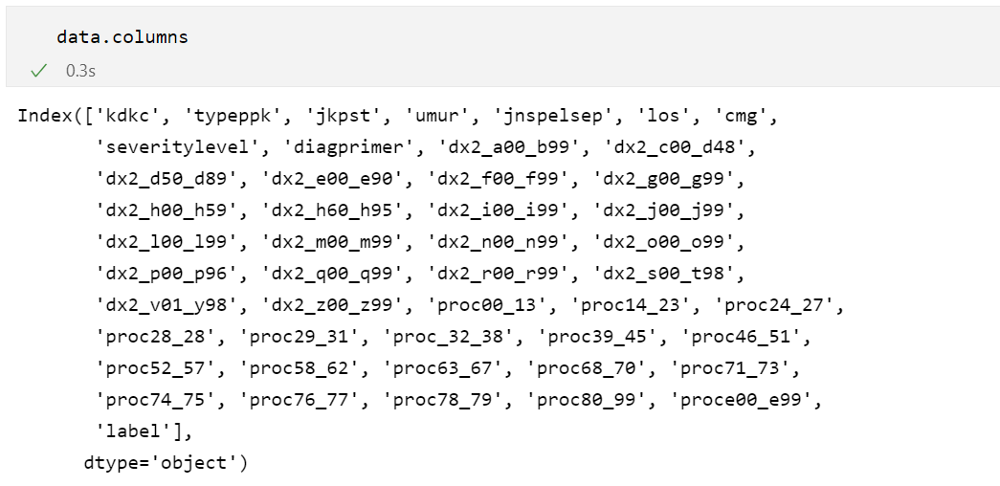 data.columns
0.3s
Index(['kdkc', 'typeppk', 'jkpst', 'umur', 'jnspelsep', 'los', 'cmg',
'severitylevel', 'diagprimer', 'dx2_a00_b99', 'dx2_c00_d48',
'dx2_d50_d89', 'dx2_e00_e90', 'dx2_f00_f99', 'dx2_g00_g99',
'dx2_h00_h59', 'dx2_h60_h95', 'dx2_i00_i99', 'dx2_j00_j99',
'dx2_l00_l99', 'dx2_m00_m99', 'dx2_n00_n99', 'dx2_o00_o99',
'dx2_p00_p96', 'dx2_q00_q99', 'dx2_r00_r99', 'dx2_s00_t98',
'dx2_v01_y98', 'dx2_z00_z99', 'proc00_13', 'proc14_23', 'proc24_27',
'proc28_28', 'proc29_31', 'proc_32_38', 'proc39_45', 'proc46_51',
'proc52_57', 'proc58_62', 'proc63_67', 'proc68_70', 'proc71_73',
'proc74_75', 'proc76_77', 'proc78_79', 'proc80_99', 'proce00_e99',
'label'],
dtype='object')